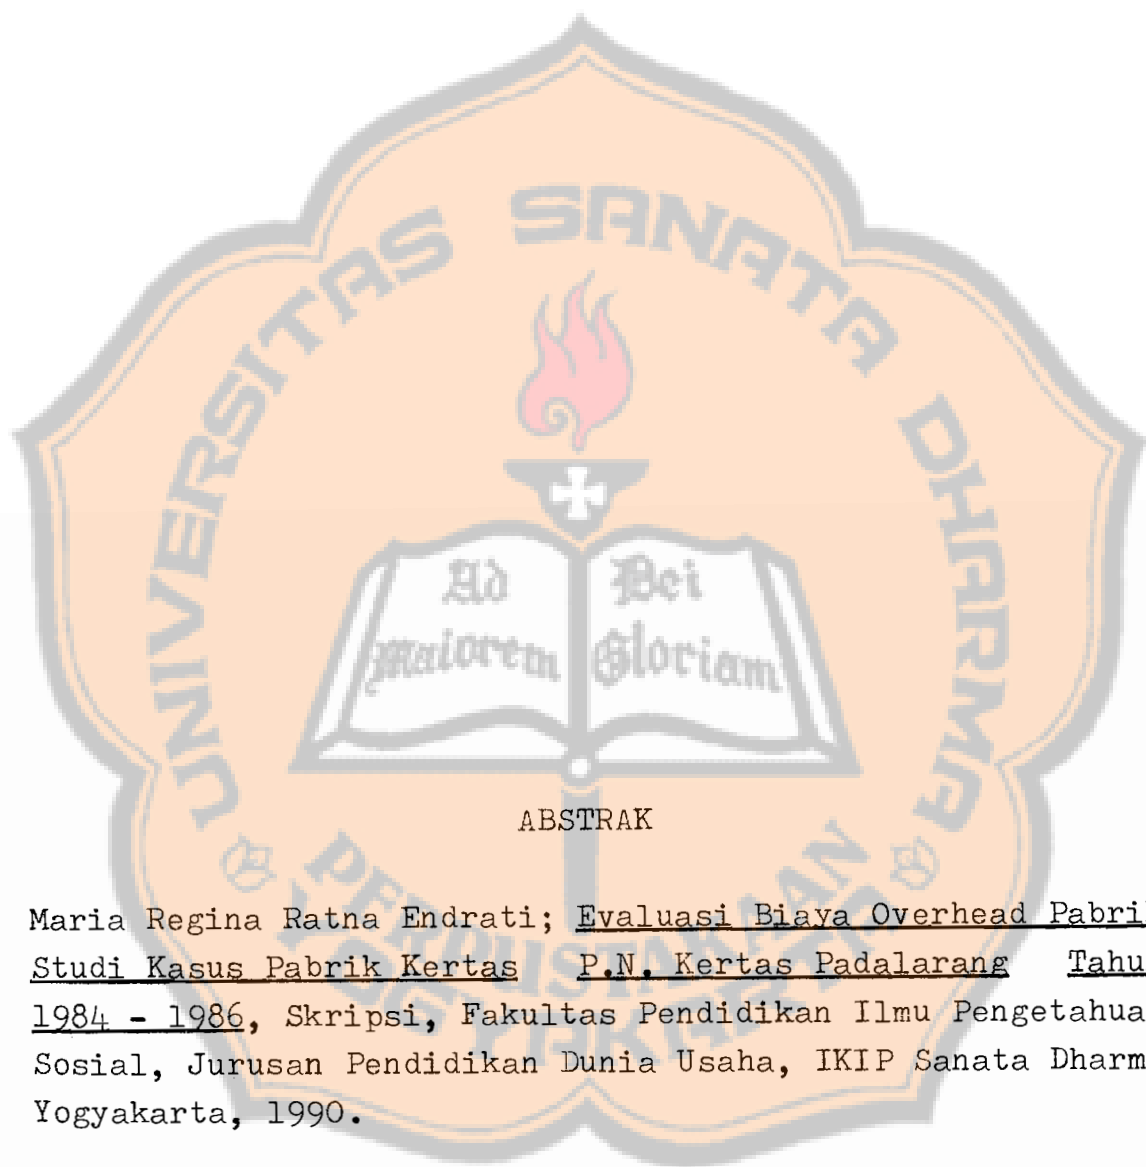 UNIVERSITAS SANATA DHARMA
Ad Dei
maiorem Gloriam
PERPUSTAKAAN
YOGYAKARTA
ABSTRAK
Maria Regina Ratna Endrati; Evaluasi Biaya Overhead Pabri
Studi Kasus Pabrik Kertas P.N. Kertas Padalarang Tahu
1984 - 1986, Skripsi, Fakultas Pendidikan Ilmu Pengetahua
Sosial, Jurusan Pendidikan Dunia Usaha, IKIP Sanata Dharm
Yogyakarta, 1990.